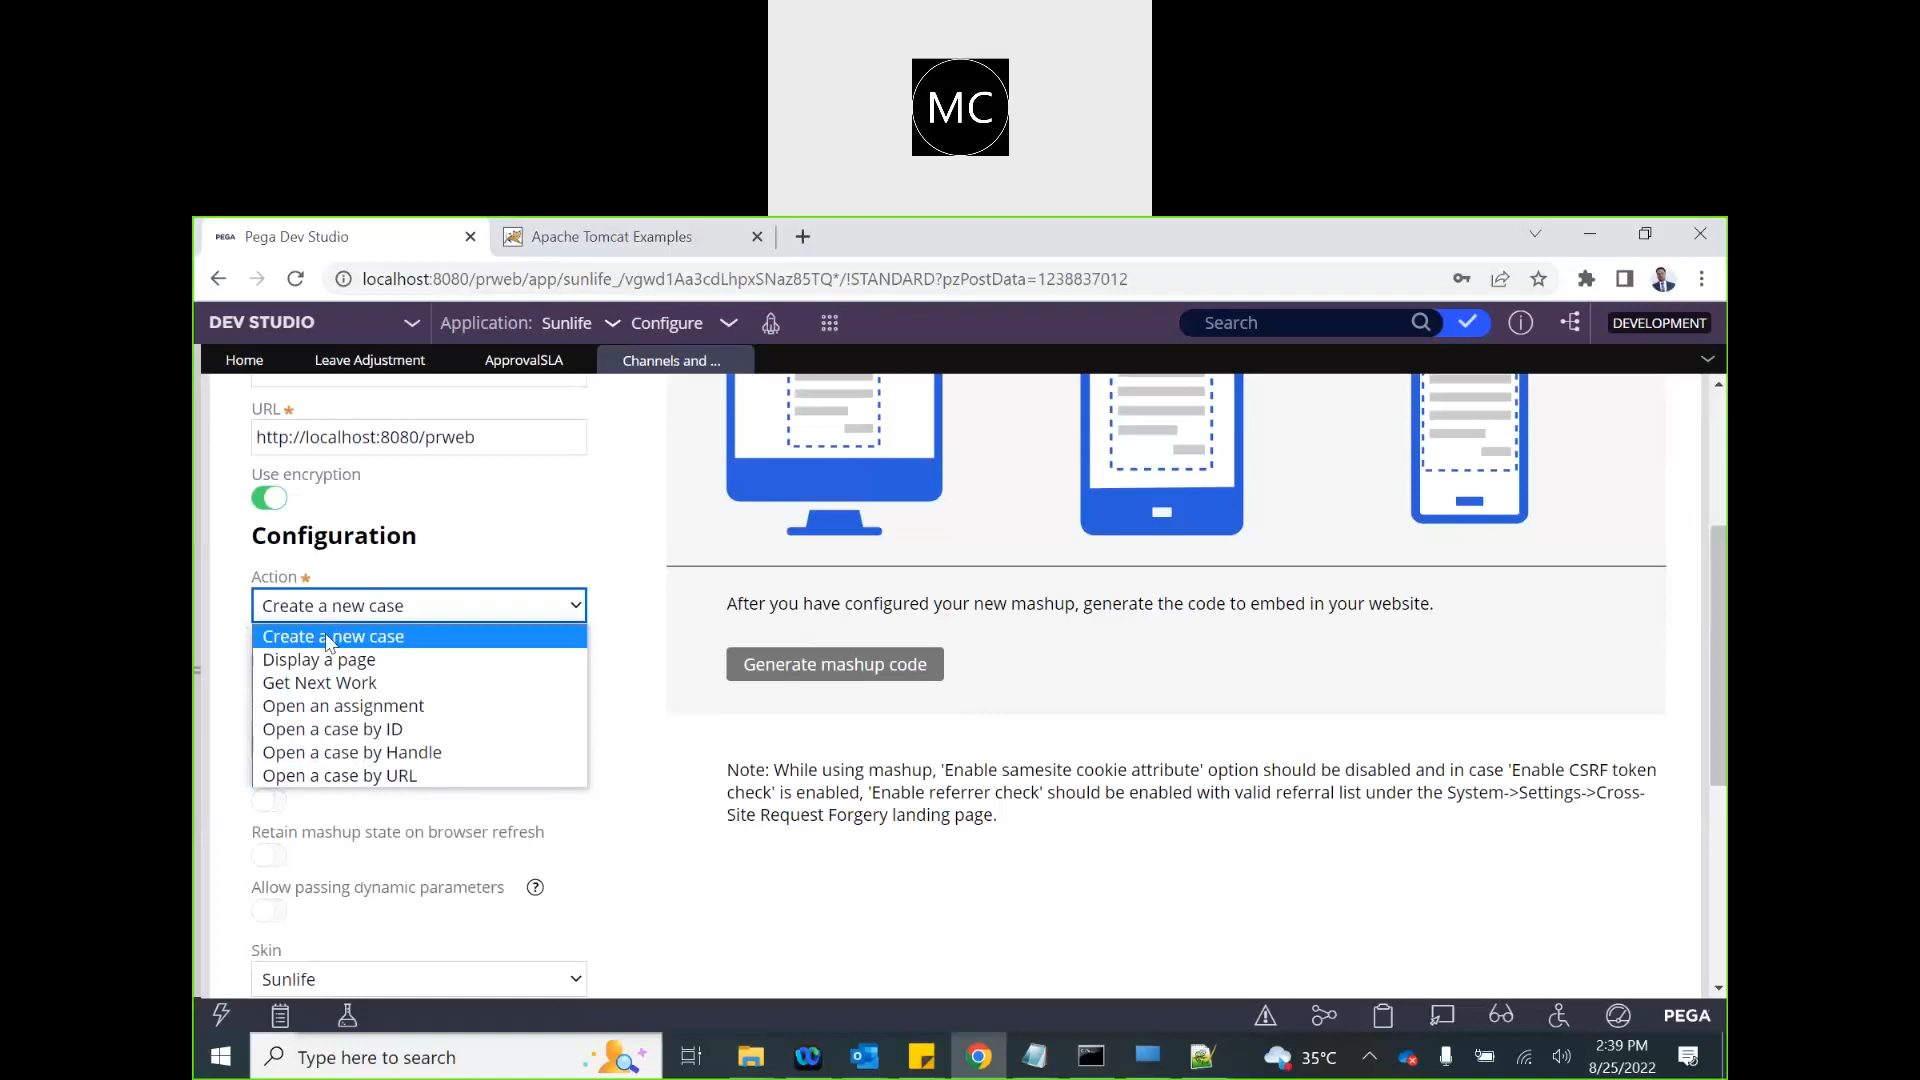 MC
PEGA Pega Dev Studio
Apache Tomcat Examples
localhost:8080/prweb/app/sunlife_/vgwd1Aa3cdLhpxSNaz85TQ*/!STANDARD?pzPostData=1238837012
DEV STUDIO
Application: Sunlife
Configure
Search
DEVELOPMENT
Home
Leave Adjustment
ApprovalSLA
Channels and ...
URL *
http://localhost:8080/prweb
Use encryption
Configuration
Action *
Create a new case
Create a new case
Display a page
Get Next Work
Open an assignment
Open a case by ID
Open a case by Handle
Open a case by URL
Retain mashup state on browser refresh
Allow passing dynamic parameters ?
Skin
Sunlife
After you have configured your new mashup, generate the code to embed in your website.
Generate mashup code
Note: While using mashup, 'Enable samesite cookie attribute' option should be disabled and in case 'Enable CSRF token
check' is enabled, 'Enable referrer check' should be enabled with valid referral list under the System->Settings->Cross-
Site Request Forgery landing page.
PEGA
Type here to search
35°C
2:39 PM
8/25/2022